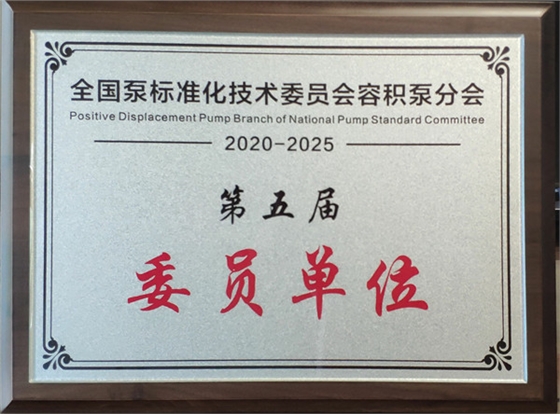 全国泵标准化技术委员会容积泵分会
Positive Displacement Pump Branch of National Pump Standard Committee
2020-2025
第五届
委员单位